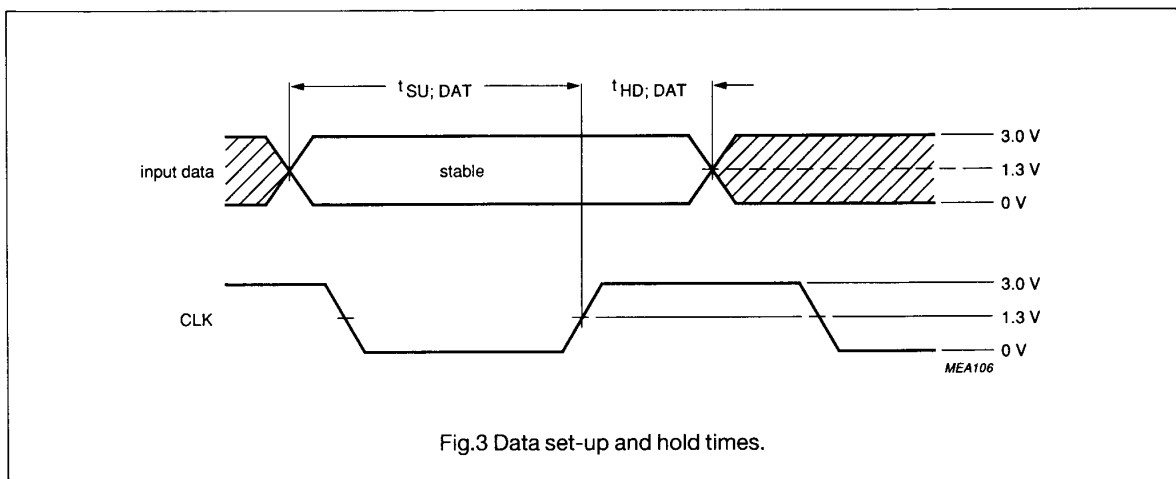 t SU; DAT
t HD; DAT
input data
stable
3.0 V
1.3 V
0 V
CLK
3.0 V
1.3 V
0 V
MEA106
Fig.3 Data set-up and hold times.